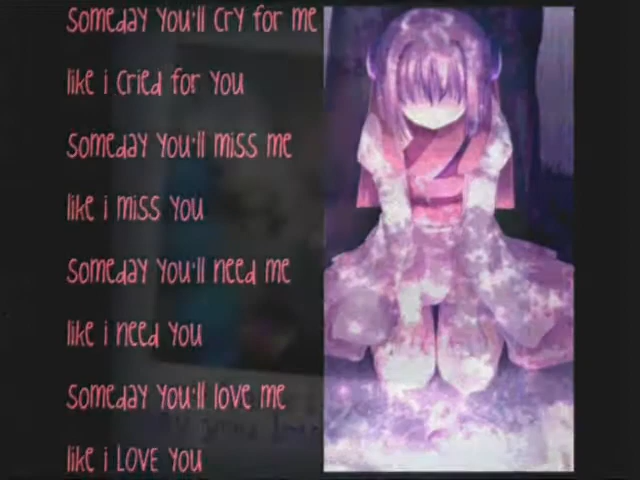 Someday you'll cry for me
like i cried for you
Someday you'll miss me
like i miss you
Someday you'll need me
like i need you
Someday you'll love me
like i LOVE you